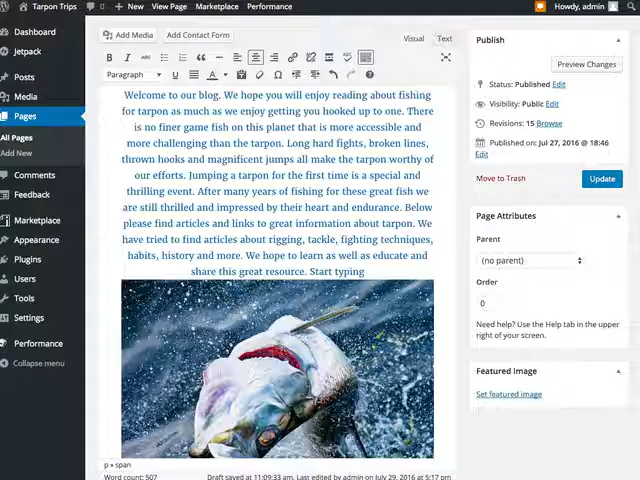 Tarpon Trips 0 New View Page Marketplace Performance Howdy, admin
Dashboard
Jetpack
Posts
Media
Pages
All Pages
Add New
Comments
Feedback
Marketplace
Appearance
Plugins
Users
Tools
Settings
Performance
Collapse menu
Add Media Add Contact Form Visual Text
B I ABC
Paragraph U A
Welcome to our blog. We hope you will enjoy reading about fishing
for tarpon as much as we enjoy getting you hooked up to one. There
is no finer game fish on this planet that is more accessible and
more challenging than the tarpon. Long hard fights, broken lines,
thrown hooks and magnificent jumps all make the tarpon worthy of
our efforts. Jumping a tarpon for the first time is a special and
thrilling event. After many years of fishing for these great fish we
are still thrilled and impressed by their heart and endurance. Below
please find articles and links to great information about tarpon. We
have tried to find articles about rigging, tackle, fighting techniques,
habits, history and more. We hope to learn as well as educate and
share this great resource. Start typing
p » span
Word count: 507 Draft saved at 11:09:33 am. Last edited by admin on July 29, 2016 at 5:17 pm
Publish
Preview Changes
Status: Published Edit
Visibility: Public Edit
Revisions: 15 Browse
Published on: Jul 27, 2016 @ 18:46
Edit
Move to Trash Update
Page Attributes
Parent
(no parent)
Order
0
Need help? Use the Help tab in the upper
right of your screen.
Featured Image
Set featured image